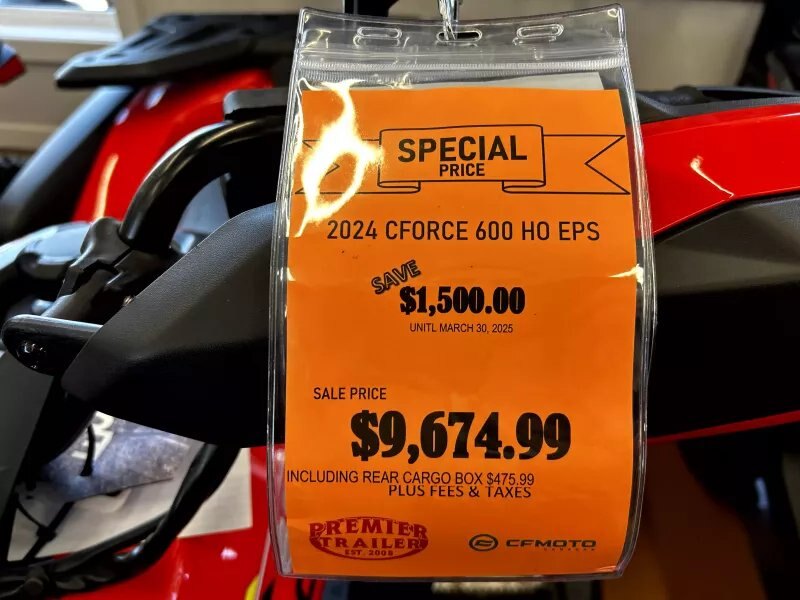 SPECIAL
PRICE
2024 CFORCE 600 HO EPS
SAVE
$1,500.00
UNITL MARCH 30, 2025
SALE PRICE
$9,674.99
INCLUDING REAR CARGO BOX $475.99
PLUS FEES & TAXES
PREMIER
TRAILER
EST. 2008
CFMOTO